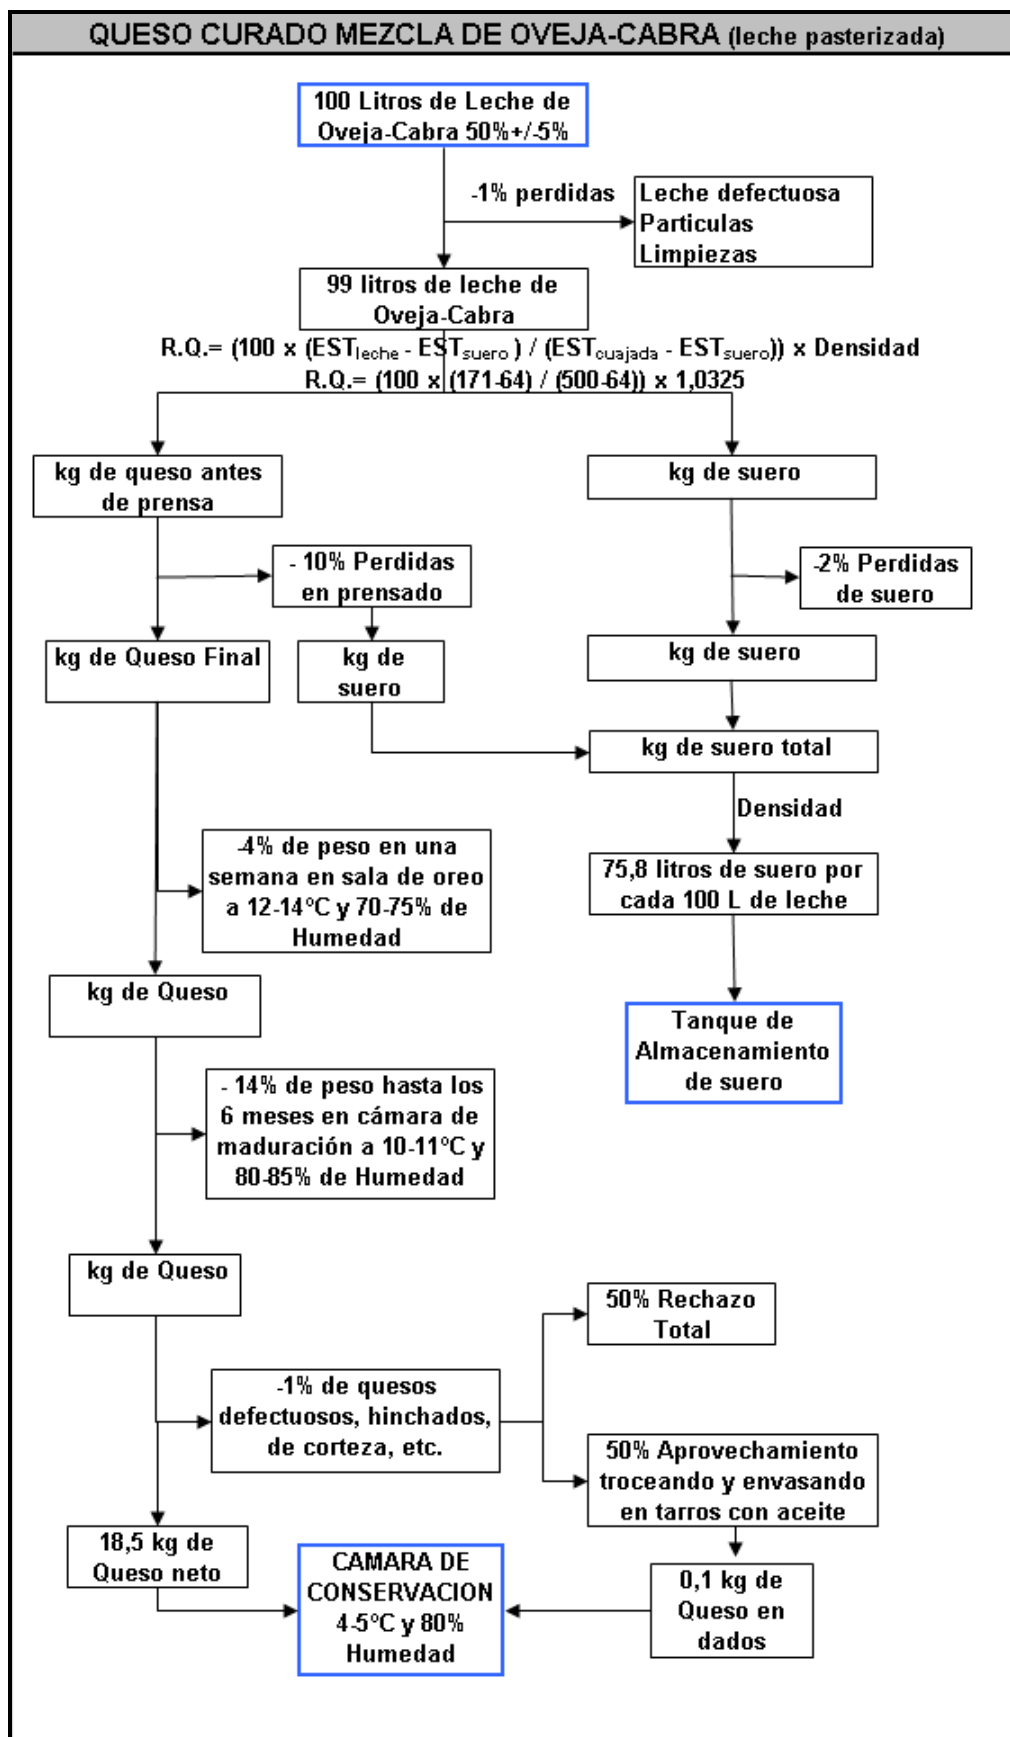 QUESO CURADO MEZCLA DE OVEJA-CABRA (leche pasterizada)
100 Litros de Leche de
Oveja-Cabra 50%+/-5%
-1% perdidas
Leche defectuosa
Particulas
Limpiezas
99 litros de leche de
Oveja-Cabra
R.Q.= (100 x (ESTleche - ESTsuero ) / (ESTcuajada - ESTsuero)) x Densidad
R.Q.= (100 x (171-64) / (500-64)) x 1,0325
kg de queso antes
de prensa
kg de suero
- 10% Perdidas
en prensado
-2% Perdidas
de suero
kg de Queso Final
kg de
suero
kg de suero
kg de suero total
Densidad
-4% de peso en una
semana en sala de oreo
a 12-14ºC y 70-75% de
Humedad
75,8 litros de suero por
cada 100 L de leche
kg de Queso
Tanque de
Almacenamiento
de suero
- 14% de peso hasta los
6 meses en cámara de
maduración a 10-11ºC y
80-85% de Humedad
kg de Queso
50% Rechazo
Total
-1% de quesos
defectuosos, hinchados,
de corteza, etc.
50% Aprovechamiento
troceando y envasando
en tarros con aceite
18,5 kg de
Queso neto
CAMARA DE
CONSERVACION
4-5ºC y 80%
Humedad
0,1 kg de
Queso en
dados